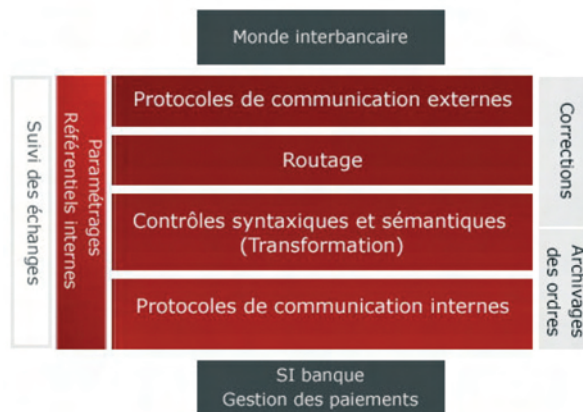 Monde interbancaire
Suivi des échanges
Paramétrages
Référentiels internes
Protocoles de communication externes
Routage
Contrôles syntaxiques et sémantiques
(Transformation)
Protocoles de communication internes
Corrections
Archivages
des ordres
SI banque
Gestion des paiements